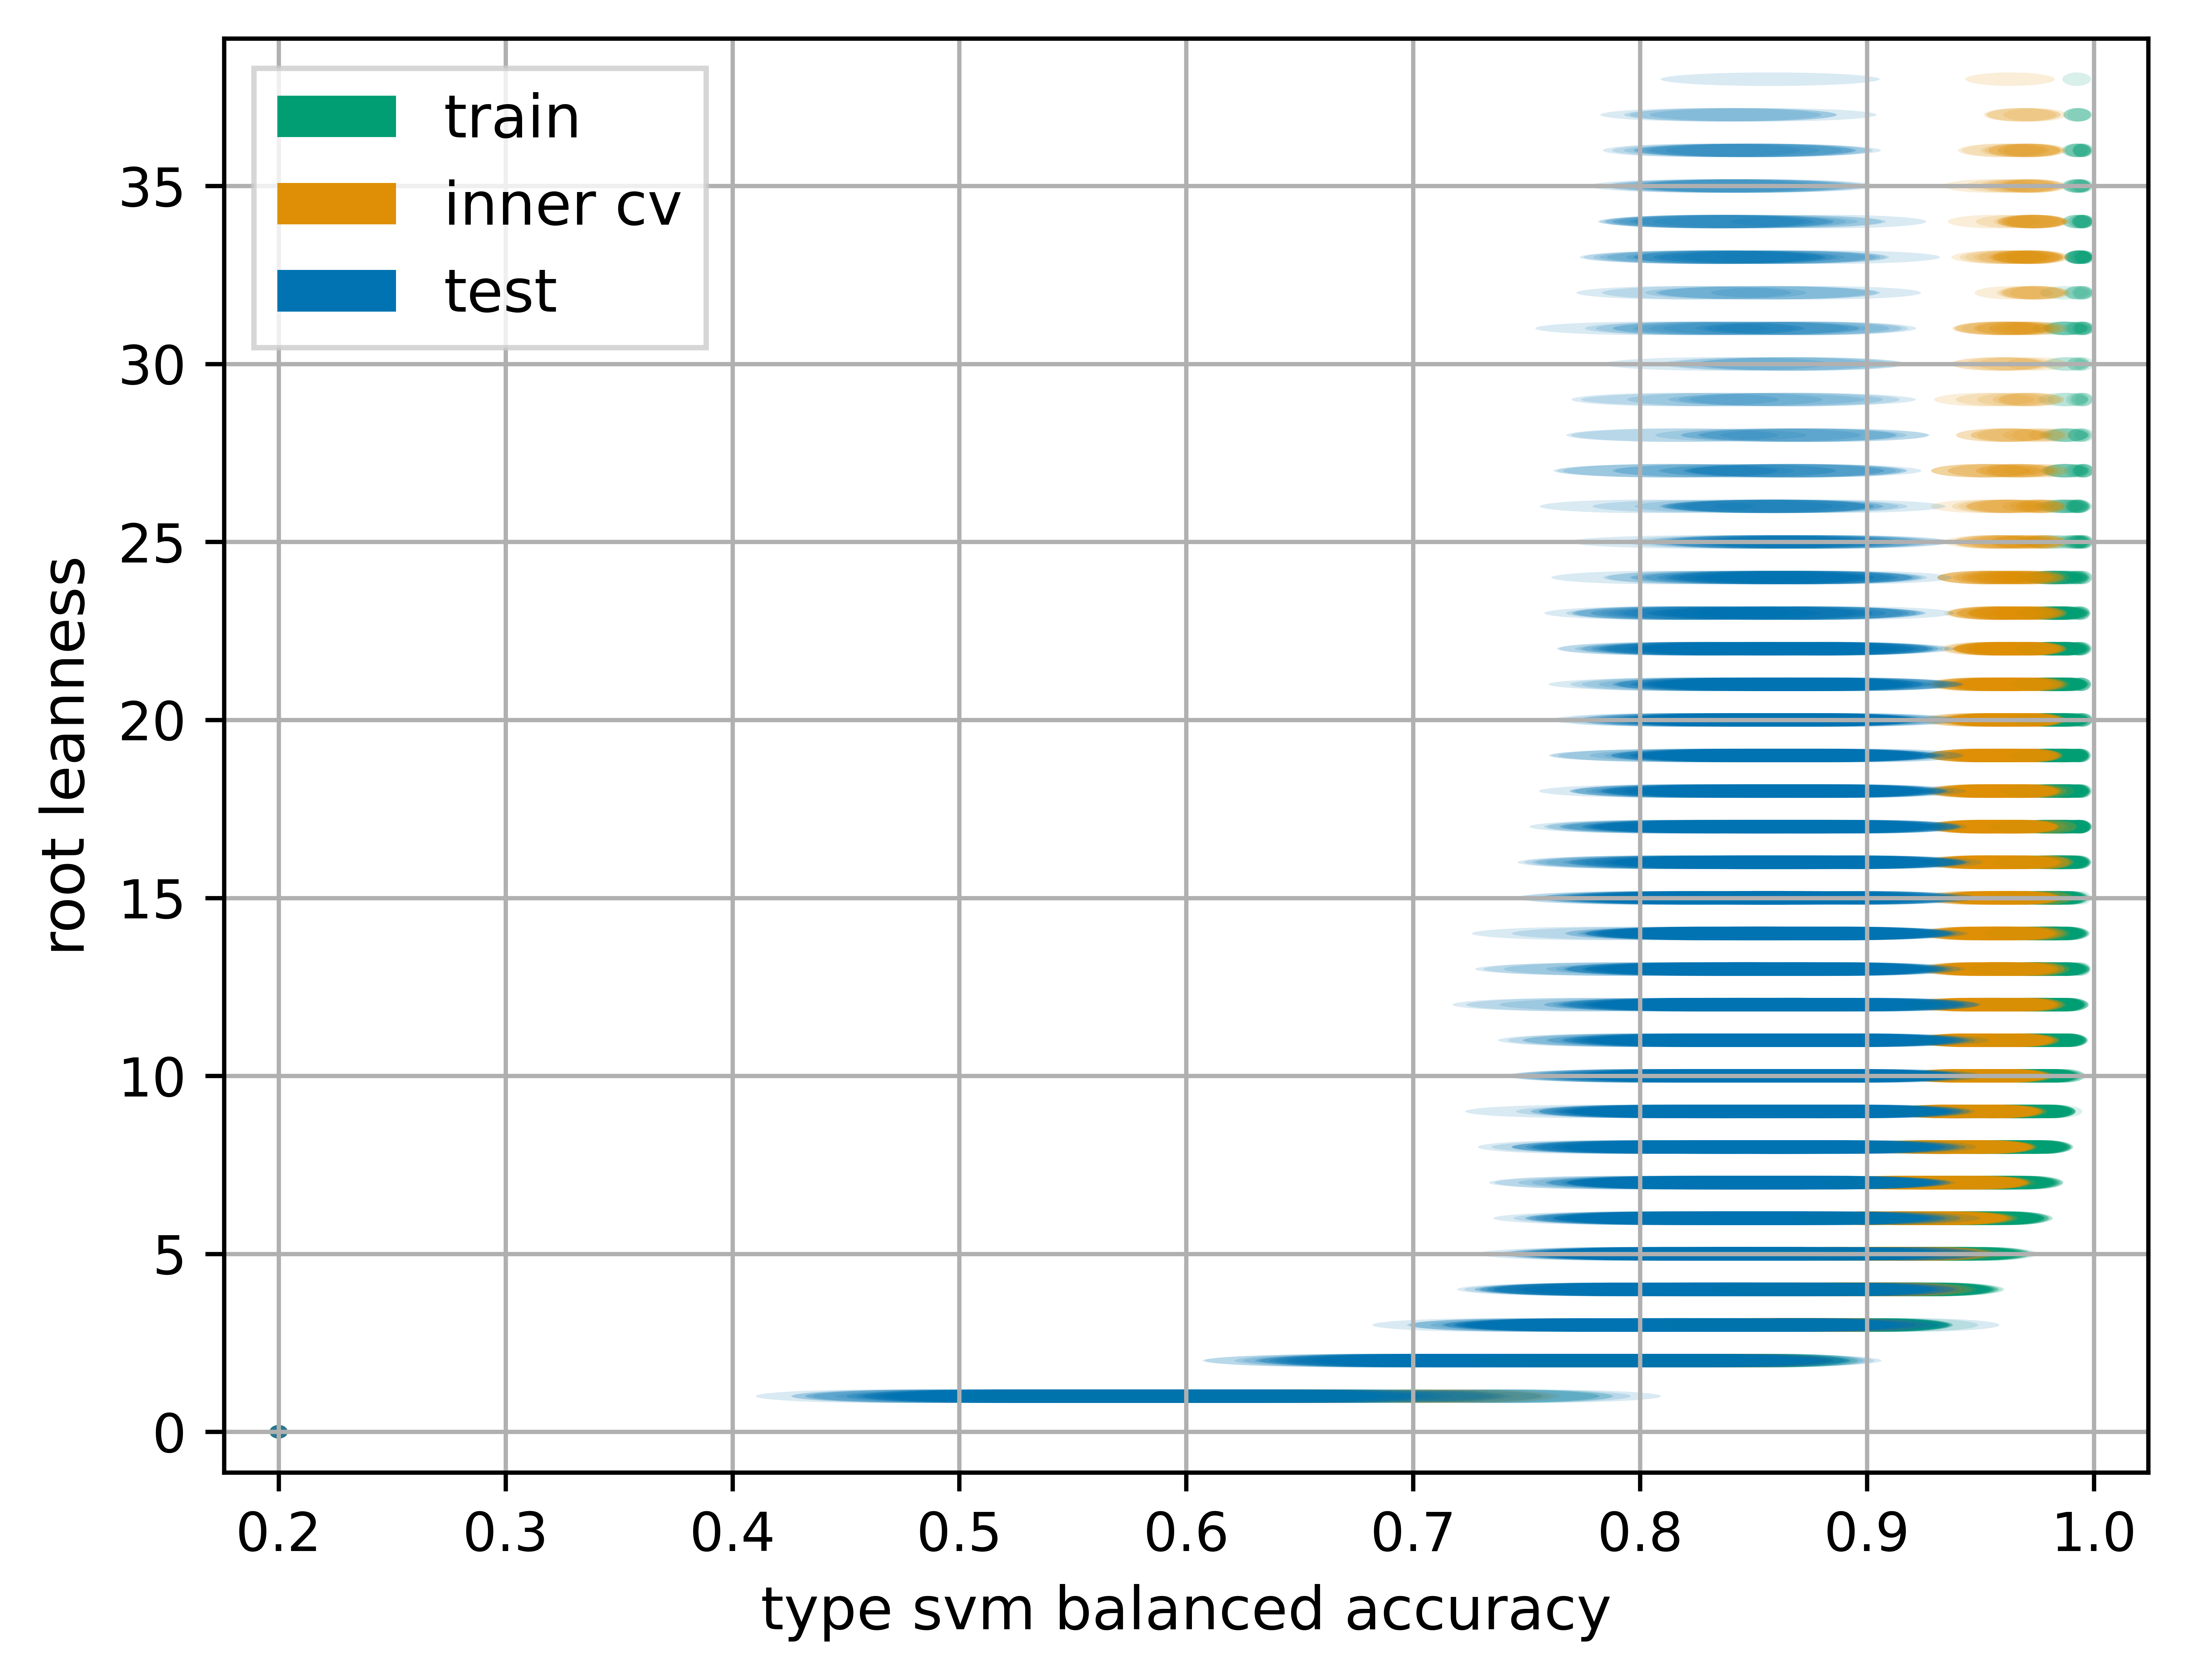 train
inner cv
test
root leanness
35
30
25
20
15
10
5
0
0.2 0.3 0.4 0.5 0.6 0.7 0.8 0.9 1.0
type svm balanced accuracy